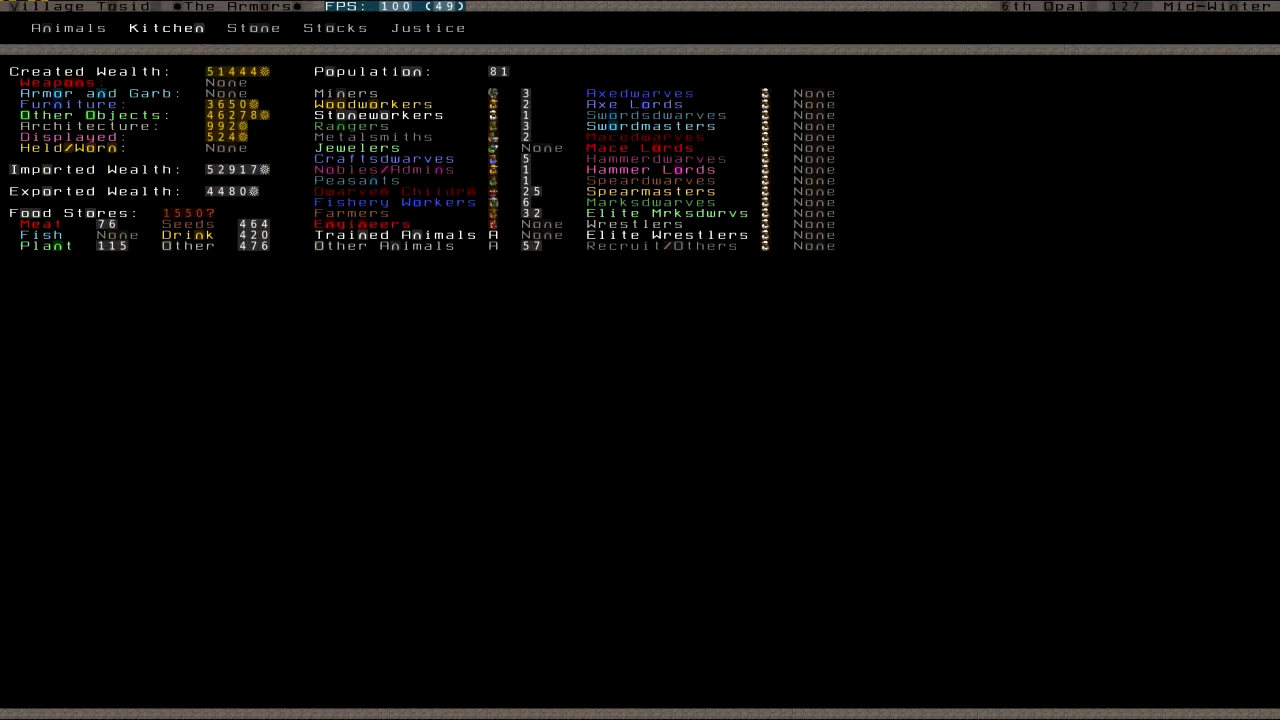 Village Tosid "The Armors" FPS: 100 (49) 6th Opal 127 Mid-Winter
Animals Kitchen Stone Stocks Justice
Created Wealth: 51444☼ Population: 81
Weapons: None
Armor and Garb: None Miners 3 Axedwarves None
Furniture: 3650☼ Woodworkers 2 Axe Lords None
Other Objects: 46278☼ Stoneworkers 1 Swordsdwarves None
Architecture: 992☼ Rangers 3 Swordmasters None
Displayed: 524☼ Metalsmiths 2 Macedwarves None
Held/Worn: None Jewelers None Mace Lords None
Craftsdwarves 5 Hammerdwarves None
Imported Wealth: 52917☼ Nobles/Admins 1 Hammer Lords None
Peasants 1 Speardwarves None
Exported Wealth: 4480☼ Dwarven Childrn 25 Spearmasters None
Fishery Workers 6 Marksdwarves None
Food Stores: 1550? Farmers 32 Elite Mrksdwrvs None
Meat 76 Seeds 464 Engineers None Wrestlers None
Fish None Drink 420 Trained Animals A None Elite Wrestlers None
Plant 115 Other 476 Other Animals A 57 Recruit/Others None